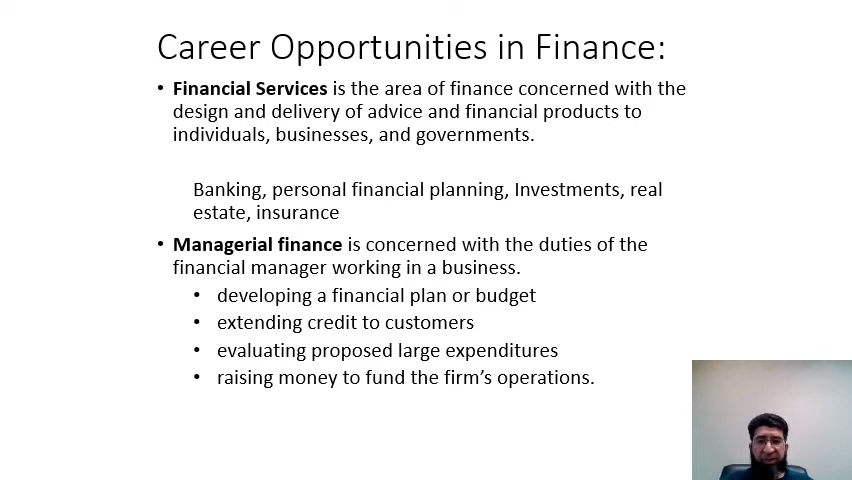 Career Opportunities in Finance:
• Financial Services is the area of finance concerned with the
design and delivery of advice and financial products to
individuals, businesses, and governments.
Banking, personal financial planning, Investments, real
estate, insurance
• Managerial finance is concerned with the duties of the
financial manager working in a business.
• developing a financial plan or budget
• extending credit to customers
• evaluating proposed large expenditures
• raising money to fund the firm’s operations.